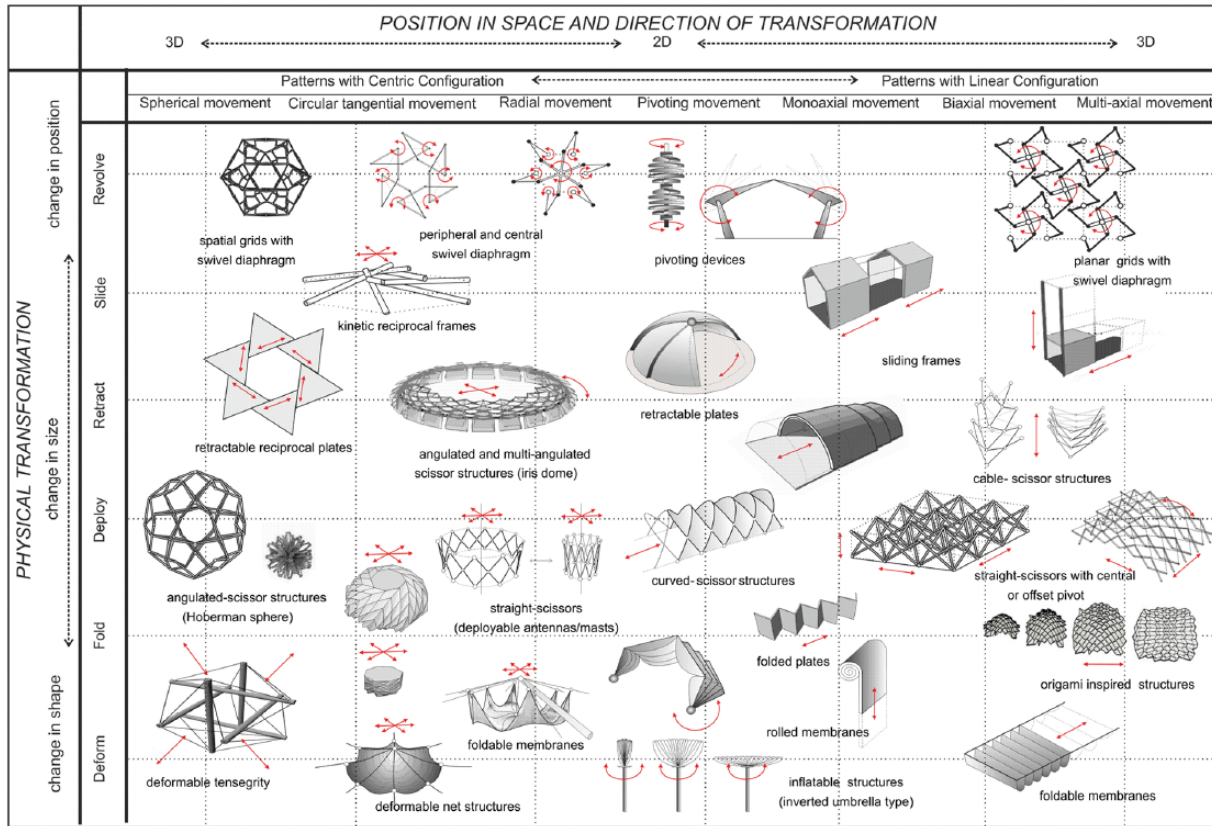 POSITION IN SPACE AND DIRECTION OF TRANSFORMATION
3D
2D
3D
Patterns with Centric Configuration
Patterns with Linear Configuration
Spherical movement
Circular tangential movement
Radial movement
Pivoting movement
Monoaxial movement
Biaxial movement
Multi-axial movement
PHYSICAL TRANSFORMATION
change in position
change in size
change in shape
Revolve
Slide
Retract
Deploy
Fold
Deform
spatial grids with
swivel diaphragm
peripheral and central
swivel diaphragm
pivoting devices
planar grids with
swivel diaphragm
kinetic reciprocal frames
sliding frames
retractable reciprocal plates
angulated and multi-angulated
scissor structures (iris dome)
retractable plates
cable- scissor structures
angulated-scissor structures
(Hoberman sphere)
straight-scissors
(deployable antennas/masts)
curved-scissor structures
straight-scissors with central
or offset pivot
folded plates
origami inspired structures
deformable tensegrity
foldable membranes
rolled membranes
deformable net structures
inflatable structures
(inverted umbrella type)
foldable membranes